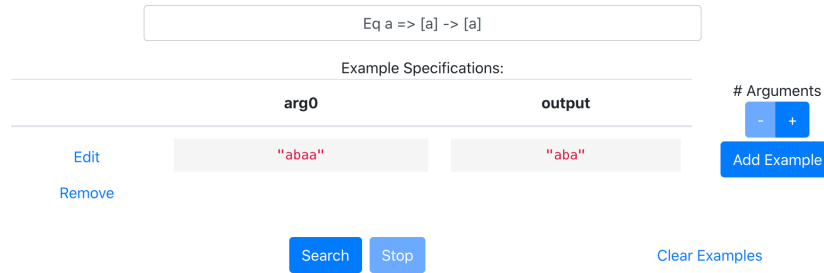 Eq a => [a] -> [a]
Example Specifications:
# Arguments
arg0 output
- +
Edit "abaa" "aba" Add Example
Remove
Search Stop Clear Examples